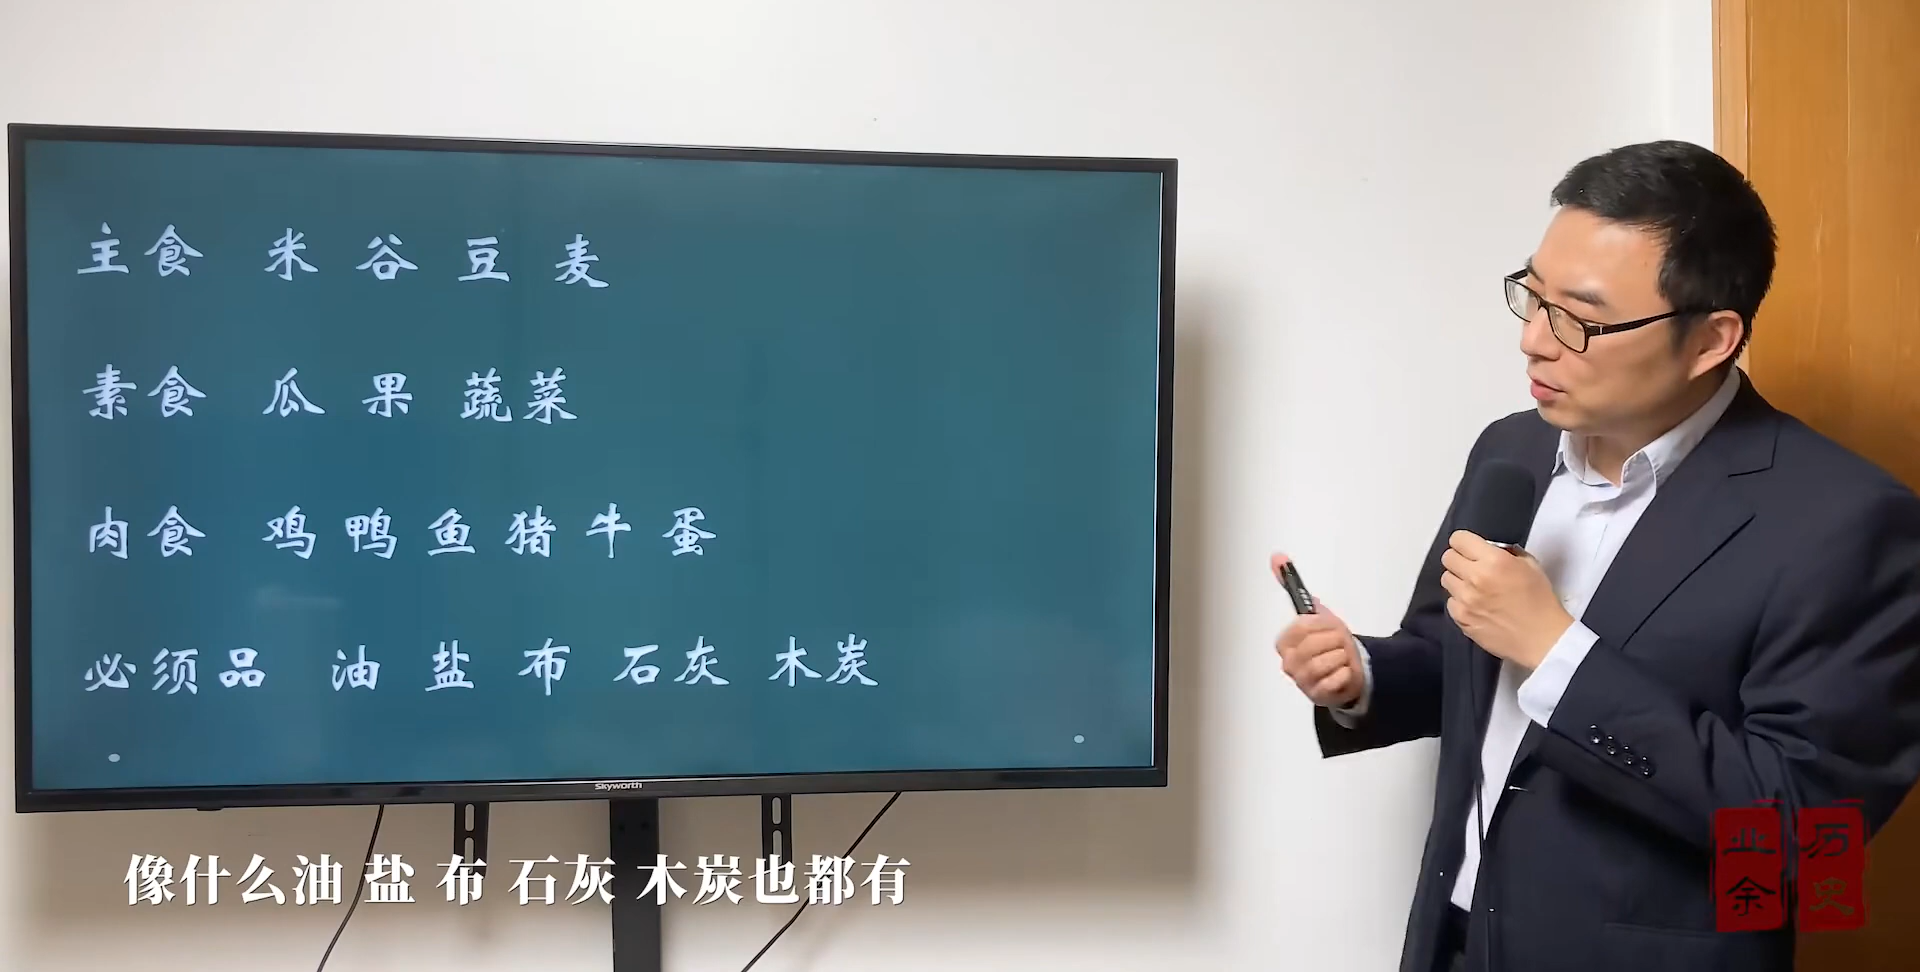 主食 米 谷 豆 麦
素食 瓜 果 蔬菜
肉食 鸡 鸭 鱼 猪 牛 蛋
必须品 油 盐 布 石灰 木炭
Skyworth
像什么油 盐 布 石灰 木炭也都有
业余
历史